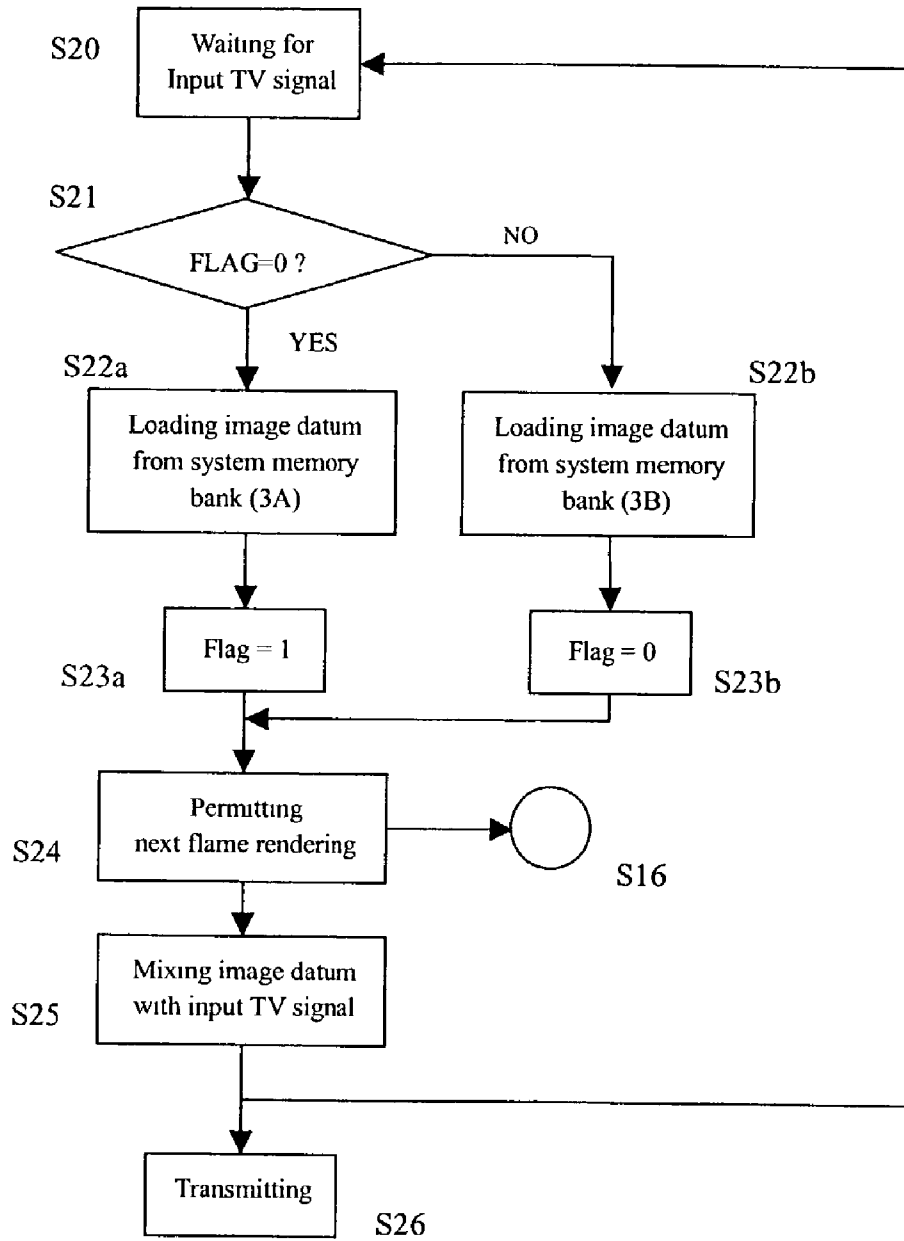 S20
Waiting for
Input TV signal
S21
FLAG=0 ?
NO
YES
S22a
Loading image datum
from system memory
bank (3A)
S22b
Loading image datum
from system memory
bank (3B)
Flag = 1
S23a
Flag = 0
S23b
Permitting
next flame rendering
S24
S16
Mixing image datum
with input TV signal
S25
Transmitting
S26